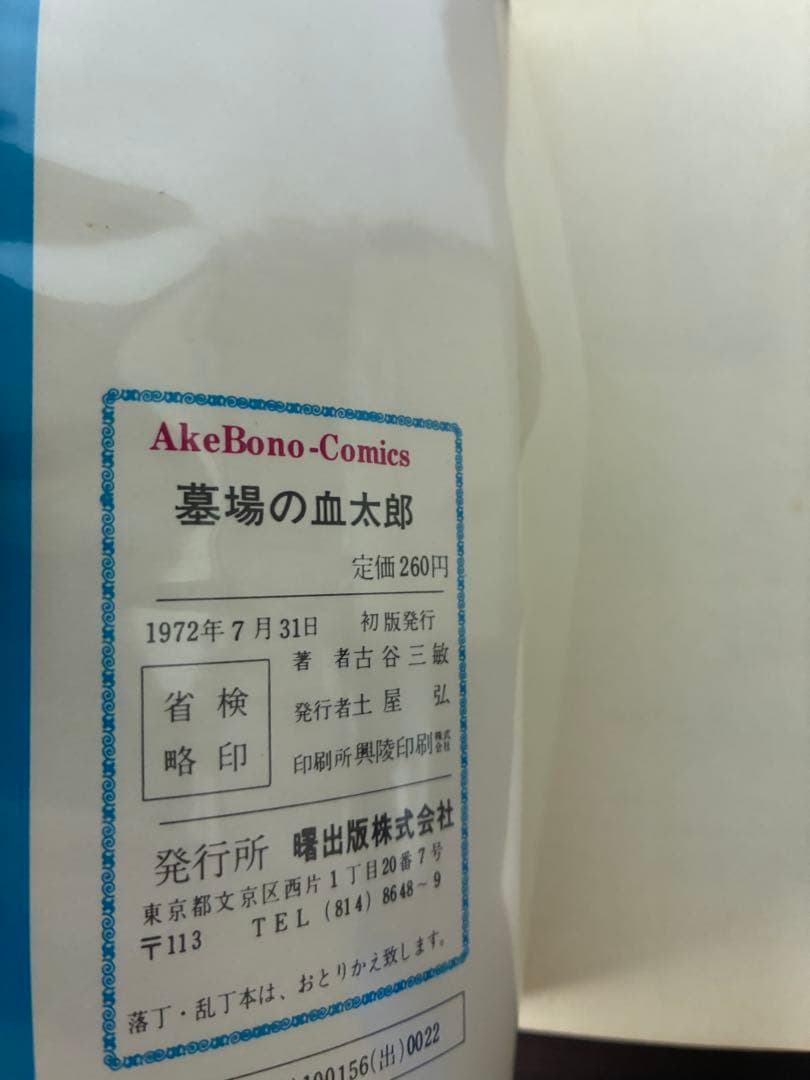 AkeBono-Comics
墓場の血太郎
定価260円
1972年7月31日 初版発行
検印省略
著者 古谷三敏
発行者 土屋 弘
印刷所 興陵印刷株式会社
発行所 曙出版株式会社
東京都文京区西片1丁目20番7号
〒113 TEL (814) 8648～9
落丁・乱丁本は、おとりかえ致します。
100156(出)0022